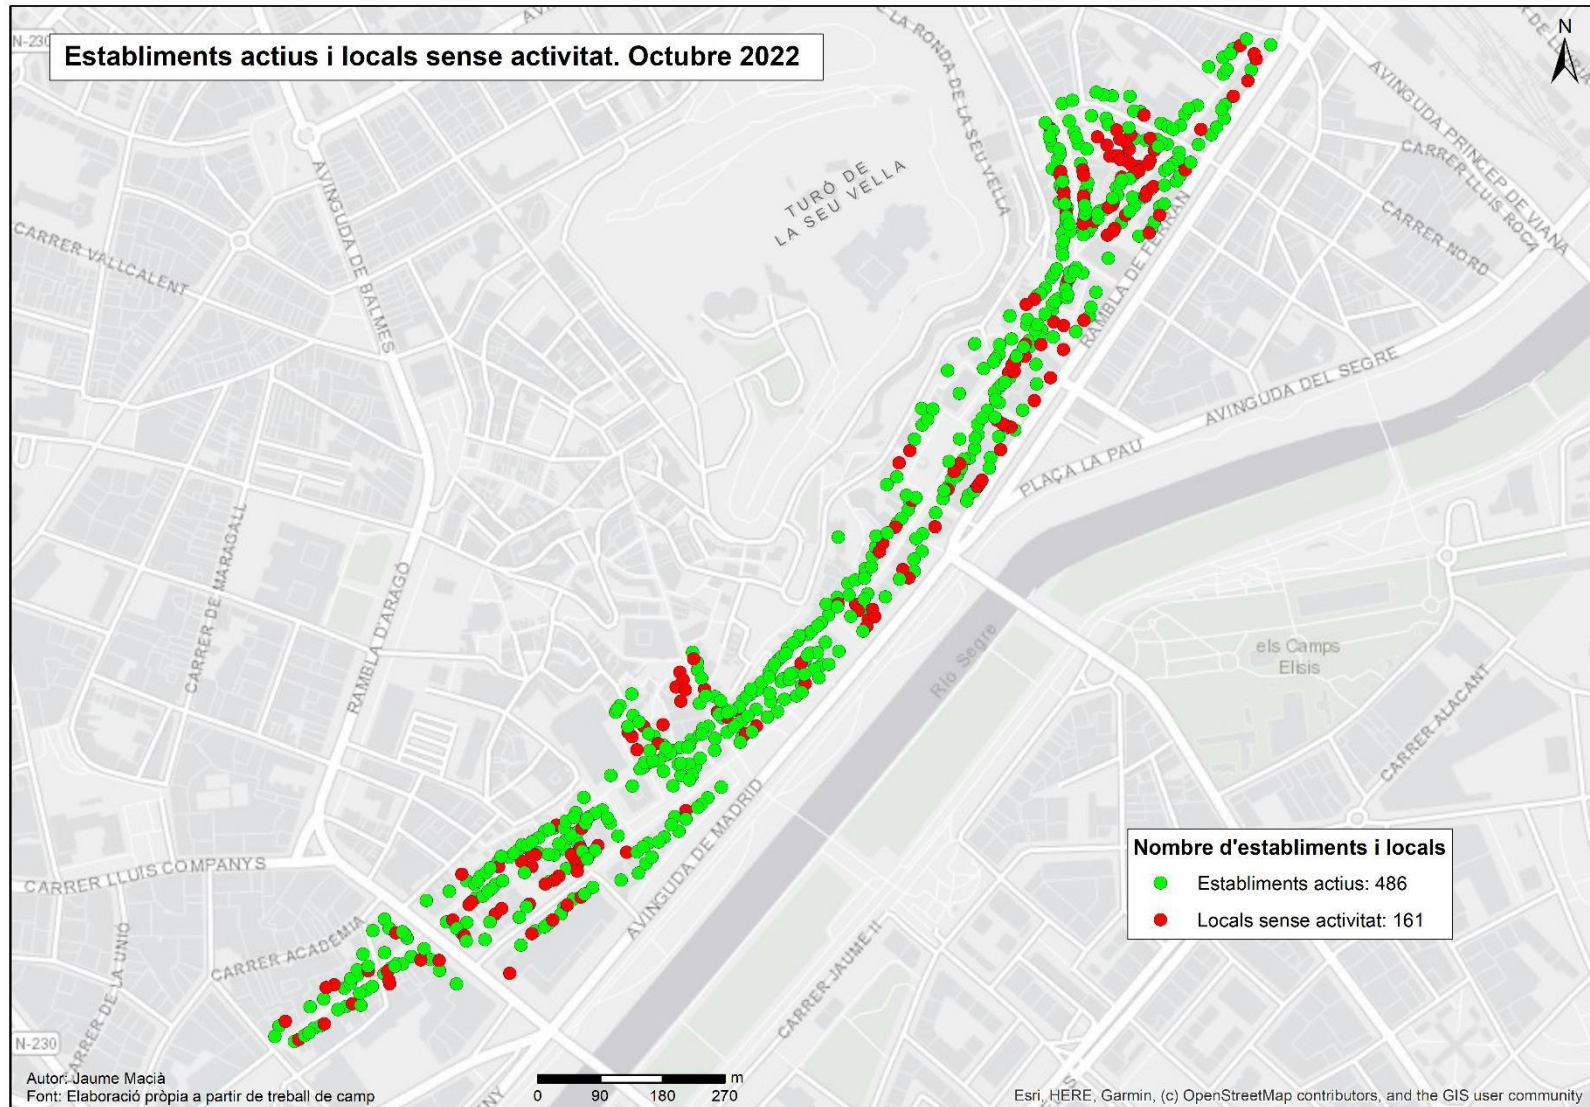 Establiments actius i locals sense activitat. Octubre 2022
N
N-230
LA RONDA DE LA SEU VELLA
AVINGUDA PRINCEP DE VIANA
CARRER LLUIS ROCA
CARRER NORD
TURÓ DE
LA SEU VELLA
AVINGUDA DE BALMES
CARRER VALLCALENT
RAMBLA DE FERRAN
AVINGUDA DEL SEGRE
PLAÇA LA PAU
CARRER DE MARAGALL
RAMBLA D'ARAGÓ
Río Segre
els Camps
Elisis
CARRER ALACANT
AVINGUDA DE MADRID
CARRER LLUIS COMPANYS
CARRER ACADEMIA
CARRER DE LA UNIÓ
CARRER JAUME II
Nombre d'establiments i locals
Establiments actius: 486
Locals sense activitat: 161
N-230
Autor: Jaume Macià
Font: Elaboració pròpia a partir de treball de camp
m
0 90 180 270
Esri, HERE, Garmin, (c) OpenStreetMap contributors, and the GIS user community